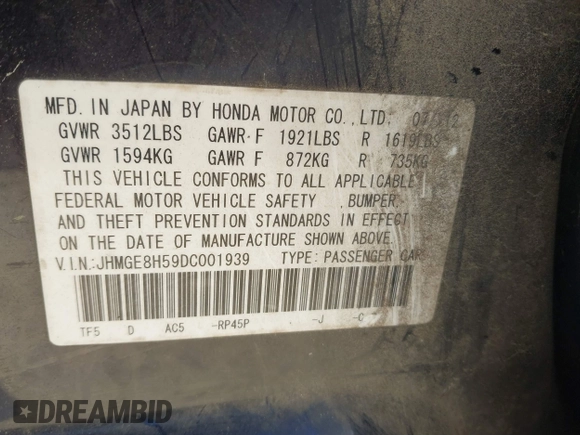 MFD. IN JAPAN BY HONDA MOTOR CO., LTD: 07/12
GVWR 3512LBS GAWR F 1921LBS R 1619LBS
GVWR 1594KG GAWR F 872KG R 735KG
THIS VEHICLE CONFORMS TO ALL APPLICABLE
FEDERAL MOTOR VEHICLE SAFETY ,BUMPER,
AND THEFT PREVENTION STANDARDS IN EFFECT
ON THE DATE OF MANUFACTURE SHOWN ABOVE.
V.I.N.:JHMGE8H59DC001939 TYPE: PASSENGER CAR
TF5 D AC5 -RP45P -J -C
DREAMBID